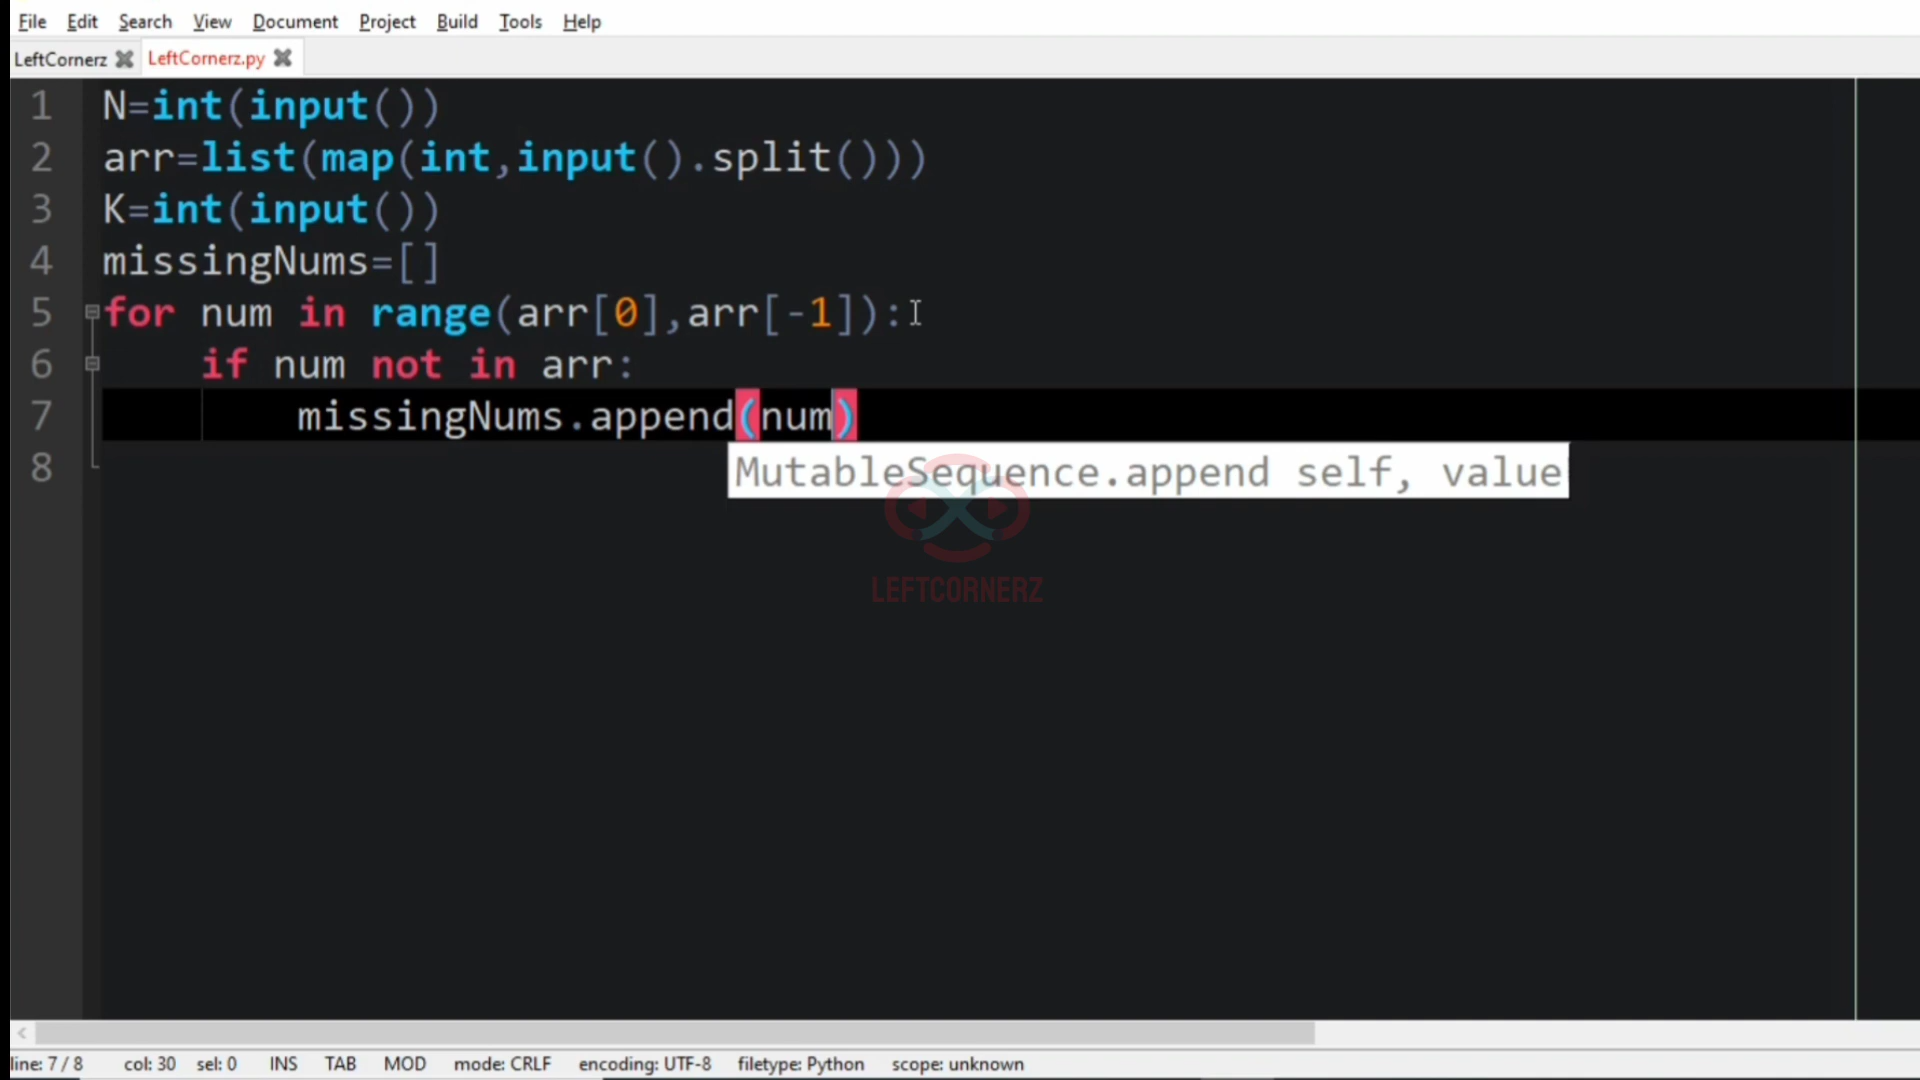 File Edit Search View Document Project Build Tools Help
LeftCornerz LeftCornerz.py
1 N=int(input())
2 arr=list(map(int,input().split()))
3 K=int(input())
4 missingNums=[]
5 for num in range(arr[0],arr[-1]):
6 if num not in arr:
7 missingNums.append(num)
MutableSequence.append self, value
8
LEFTCORNERZ
line: 7 / 8 col: 30 sel: 0 INS TAB MOD mode: CRLF encoding: UTF-8 filetype: Python scope: unknown